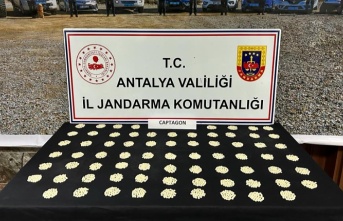 T.C.
ANTALYA VALİLİĞİ
İL JANDARMA KOMUTANLIĞI
CAPTAGON